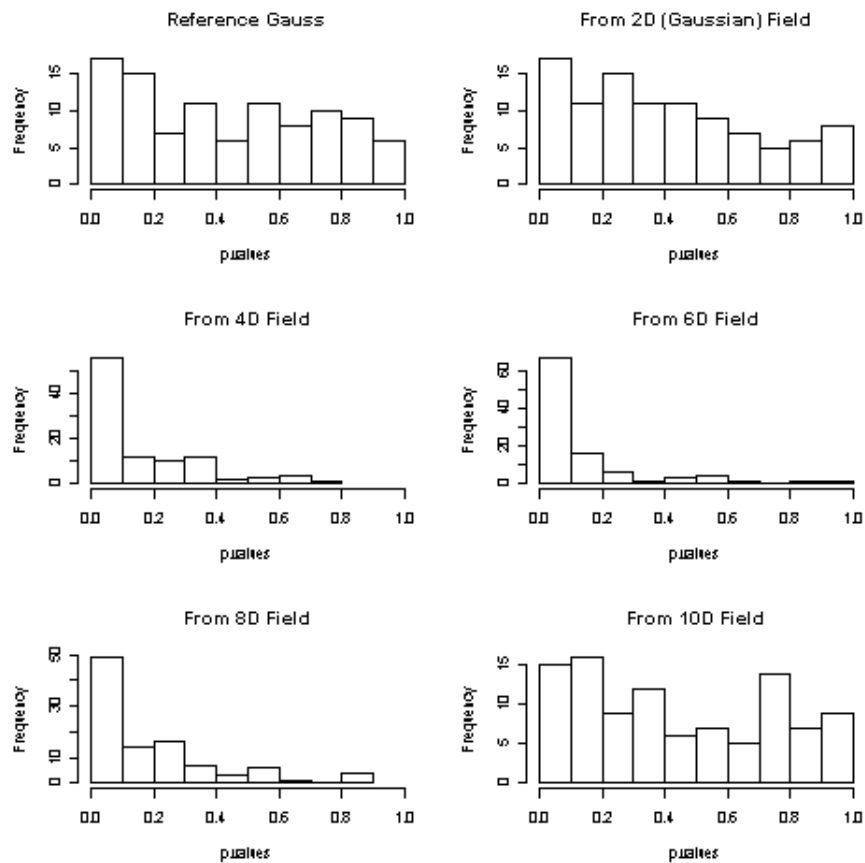 Reference Gauss
Frequency
0 5 10 15
0.0 0.2 0.4 0.6 0.8 1.0
pvalues
From 2D (Gaussian) Field
Frequency
0 5 10 15
0.0 0.2 0.4 0.6 0.8 1.0
pvalues
From 4D Field
Frequency
0 20 40
0.0 0.2 0.4 0.6 0.8 1.0
pvalues
From 6D Field
Frequency
0 20 40 60
0.0 0.2 0.4 0.6 0.8 1.0
pvalues
From 8D Field
Frequency
0 10 30 50
0.0 0.2 0.4 0.6 0.8 1.0
pvalues
From 10D Field
Frequency
0 5 10 15
0.0 0.2 0.4 0.6 0.8 1.0
pvalues